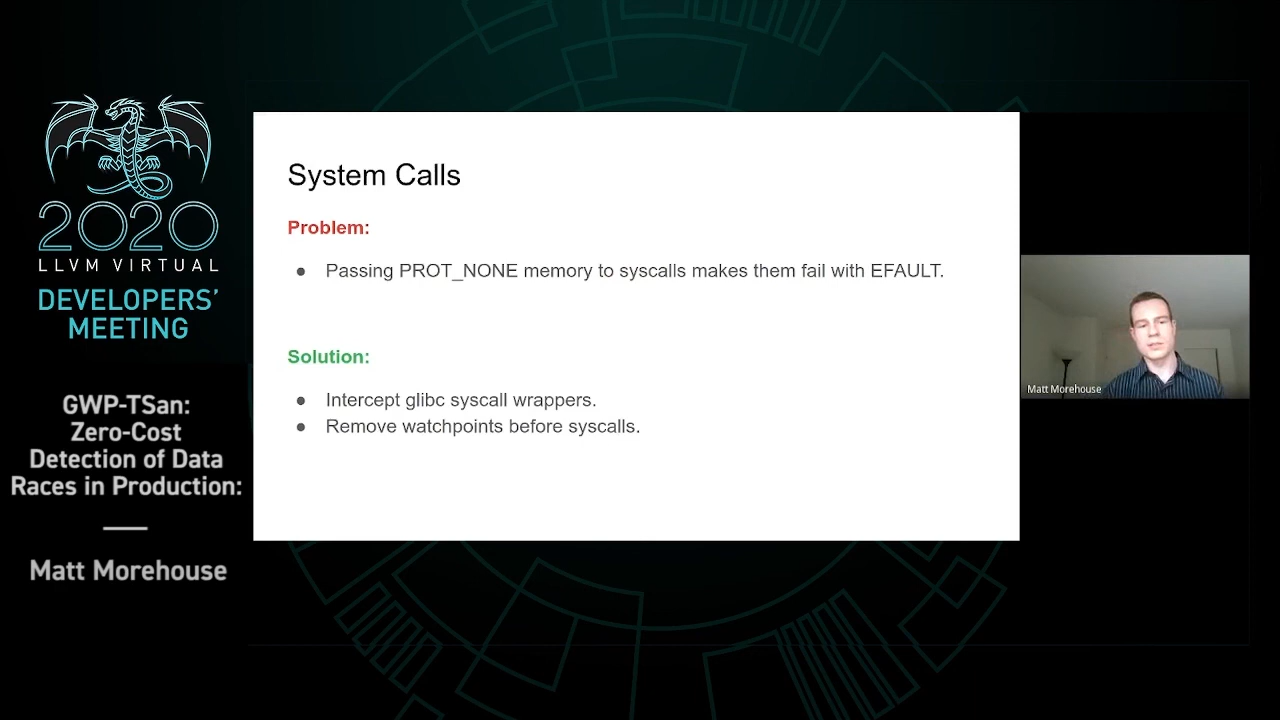 2020
LLVM VIRTUAL
DEVELOPERS'
MEETING
GWP-TSan:
Zero-Cost
Detection of Data
Races in Production:
Matt Morehouse
System Calls
Problem:
● Passing PROT_NONE memory to syscalls makes them fail with EFAULT.
Solution:
● Intercept glibc syscall wrappers.
● Remove watchpoints before syscalls.
Matt Morehouse